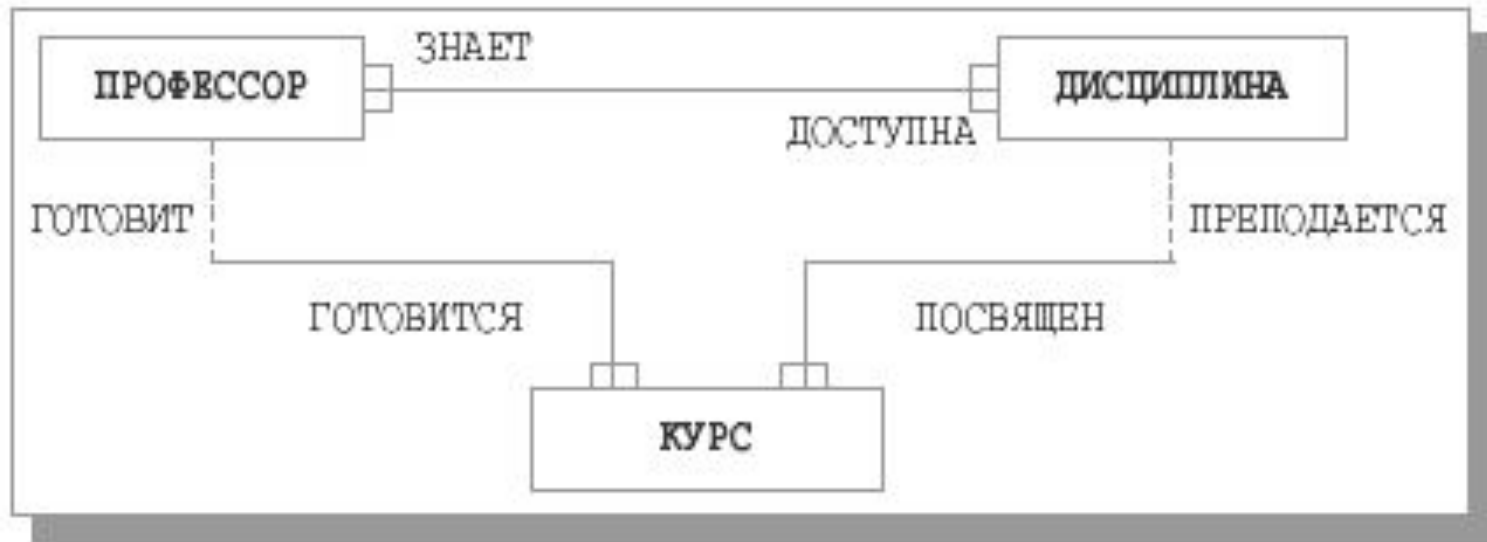 ЗНАЕТ
ПРОФЕССОР
ДИСЦИПЛИНА
ДОСТУПНА
ГОТОВИТ
ПРЕПОДАЕТСЯ
ГОТОВИТСЯ
ПОСВЯЩЕН
КУРС